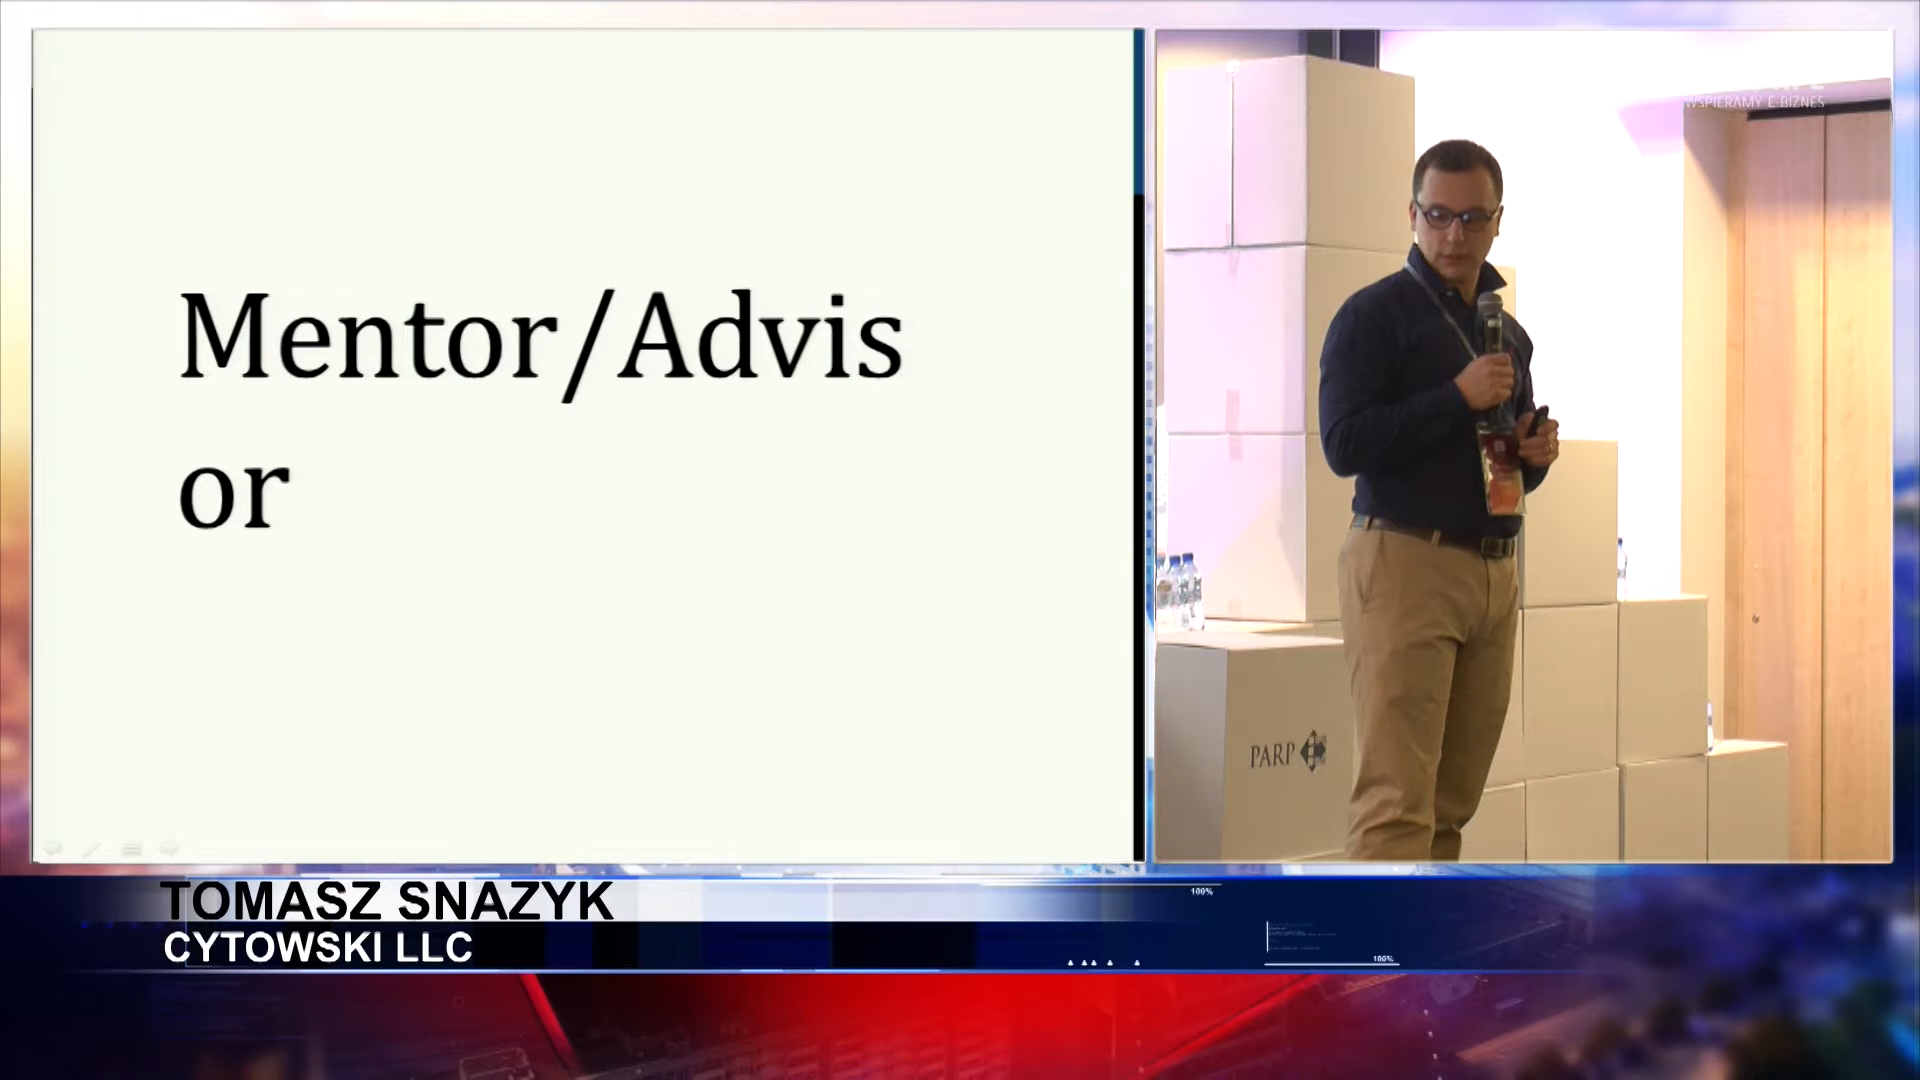 Mentor/Advis
or
WSPIERAMY E-BIZNES
PARP
TOMASZ SNAZYK
CYTOWSKI LLC
100%
100%